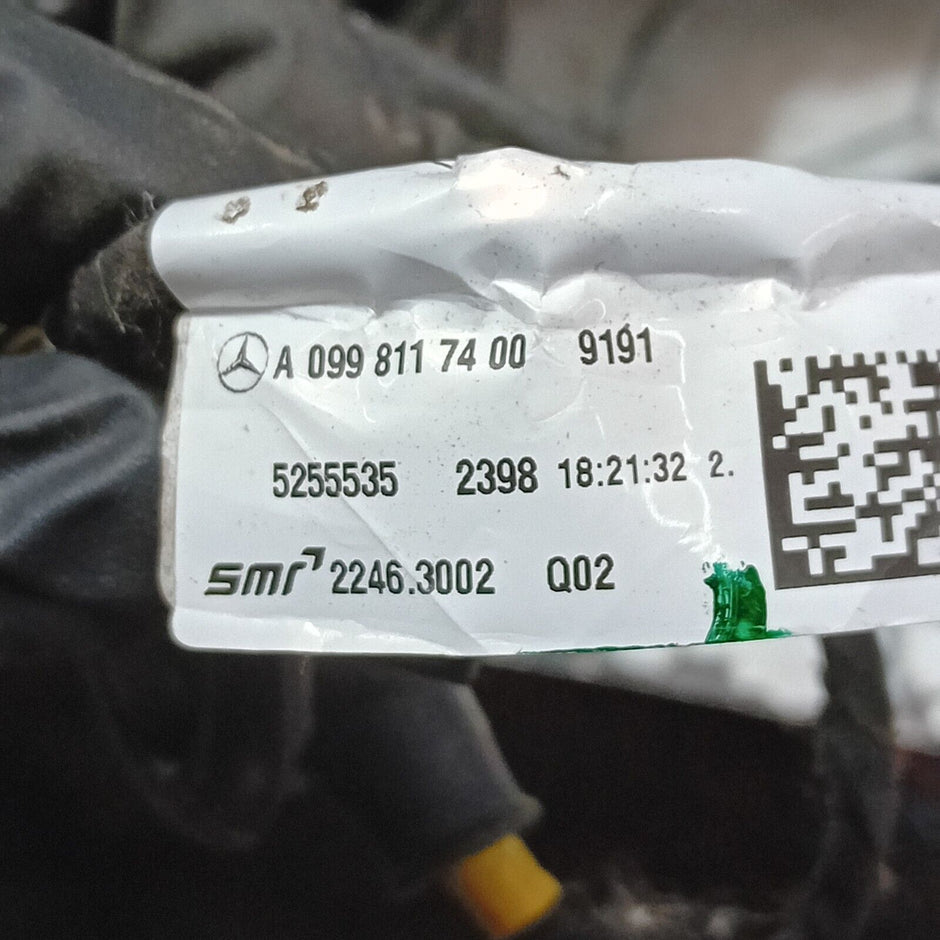 A 099 811 74 00 9191
5255535 2398 18:21:32 2.
smr 2246.3002 Q02